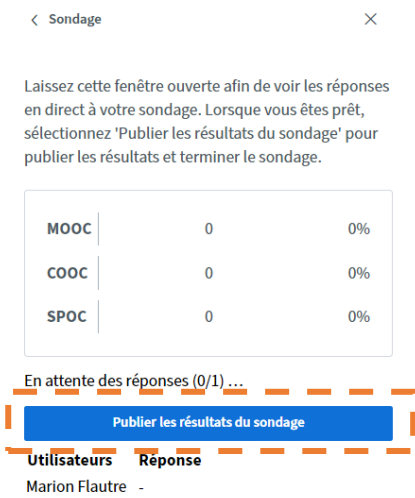 Sondage
Laissez cette fenêtre ouverte afin de voir les réponses
en direct à votre sondage. Lorsque vous êtes prêt,
sélectionnez 'Publier les résultats du sondage' pour
publier les résultats et terminer le sondage.
MOOC 0 0%
COOC 0 0%
SPOC 0 0%
En attente des réponses (0/1) ...
Publier les résultats du sondage
Utilisateurs Réponse
Marion Flautre -